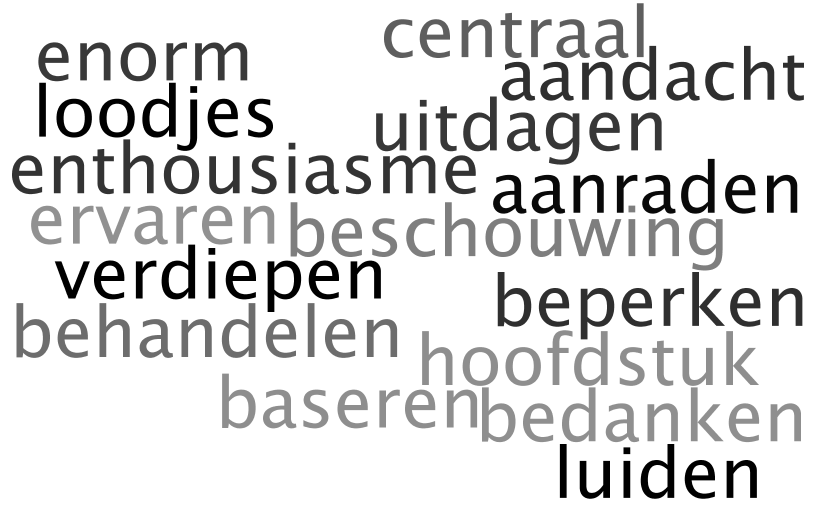 centraal
enorm
aandacht
loodjes
uitdagen
enthousiasme
aanraden
ervaren
beschouwing
verdiepen
beperken
behandelen
hoofdstuk
baseren
bedanken
luiden